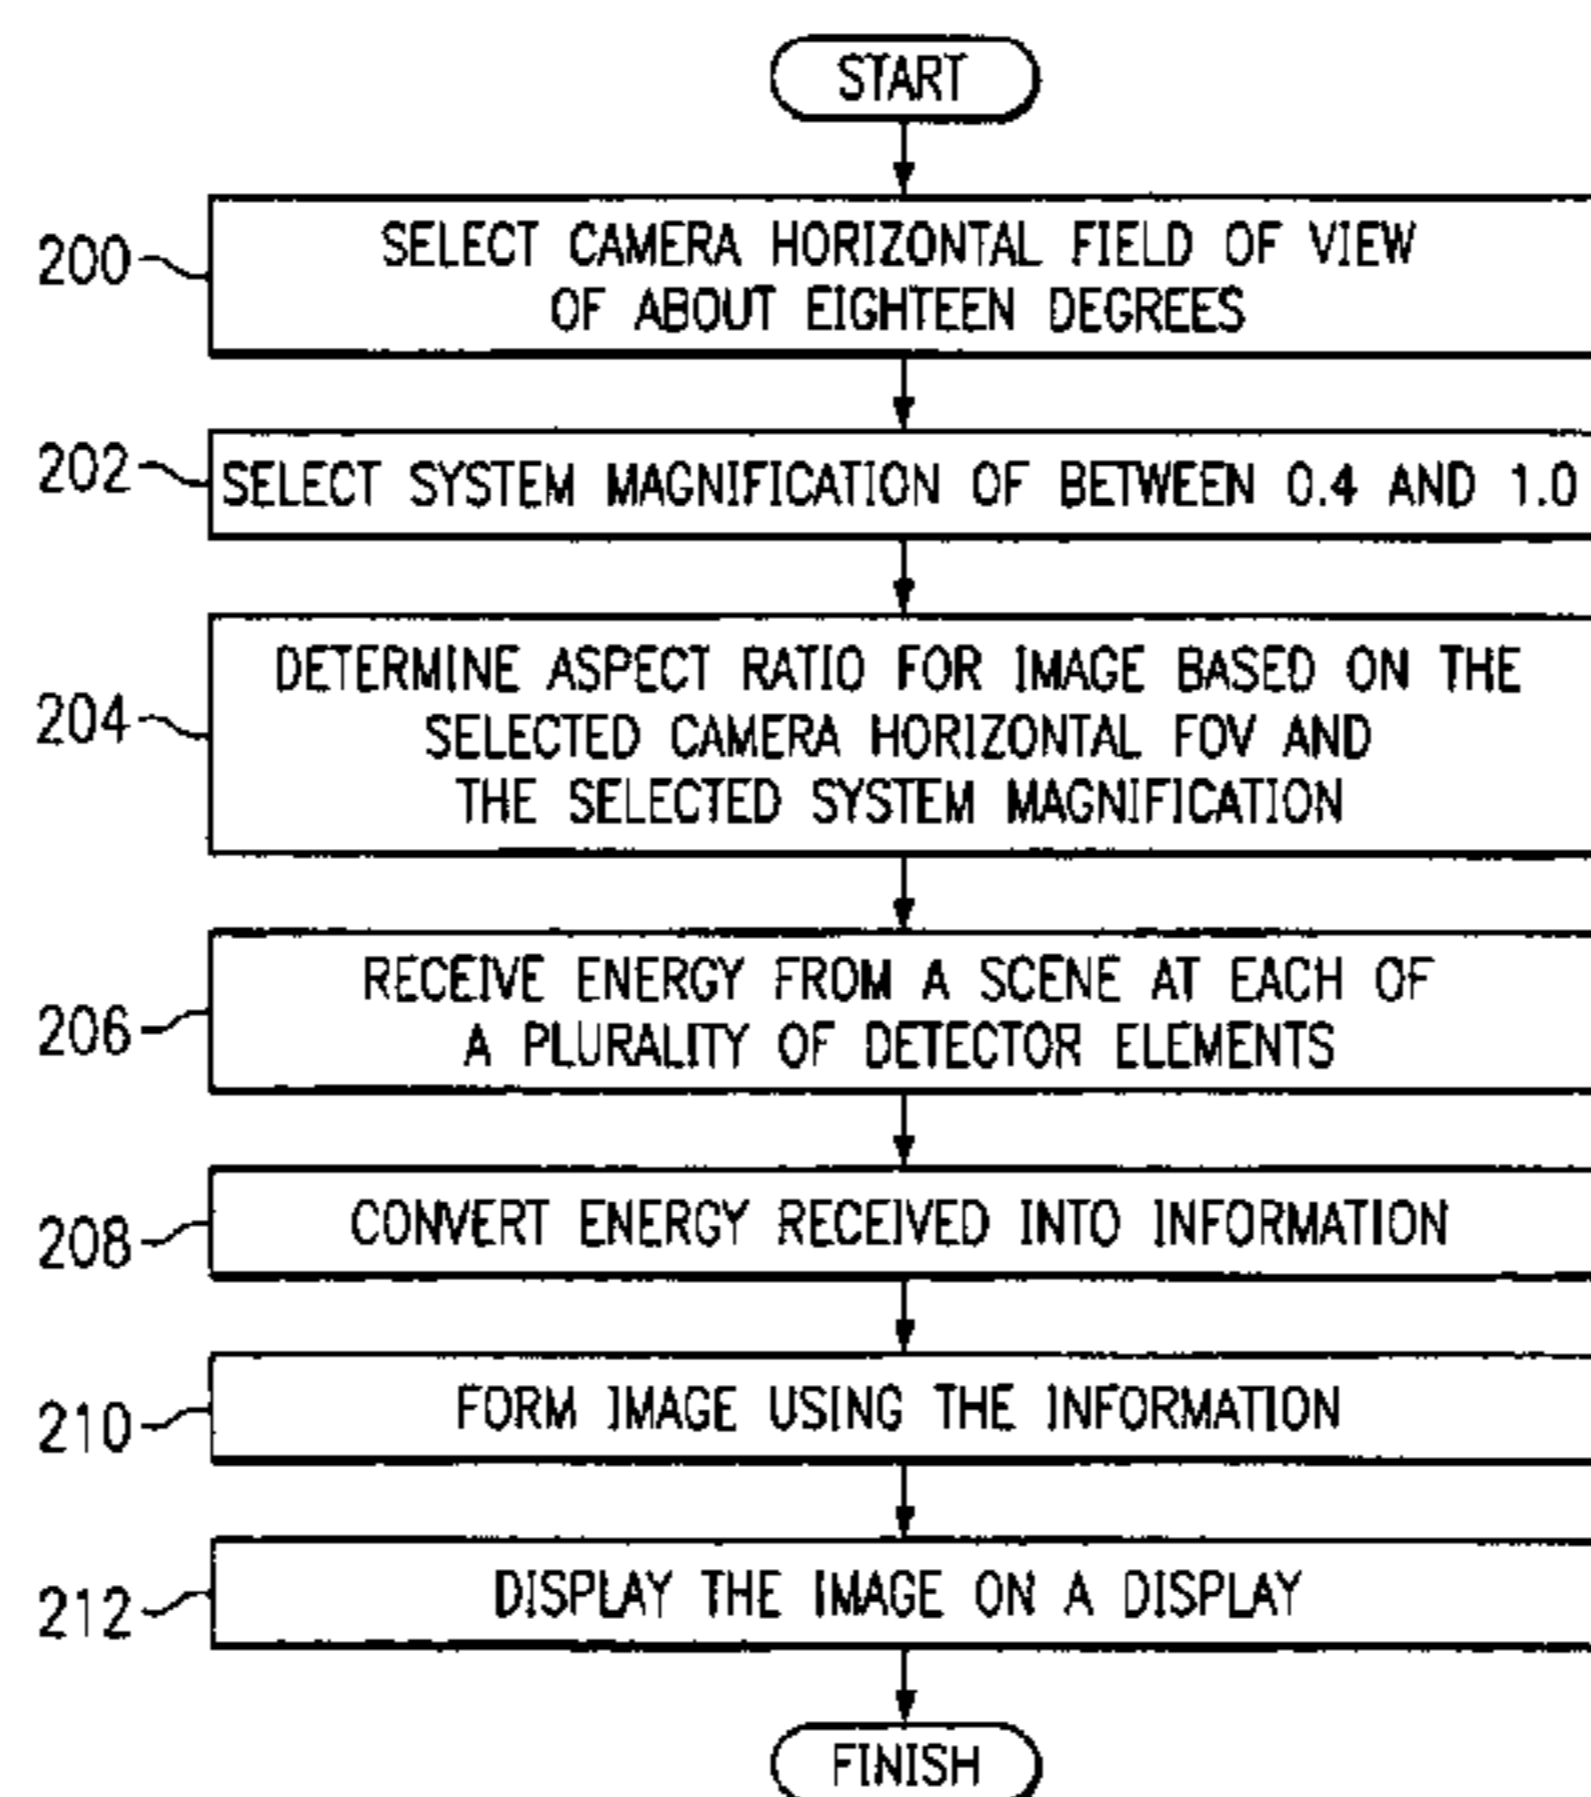 START
200
SELECT CAMERA HORIZONTAL FIELD OF VIEW
OF ABOUT EIGHTEEN DEGREES
202
SELECT SYSTEM MAGNIFICATION OF BETWEEN 0.4 AND 1.0
204
DETERMINE ASPECT RATIO FOR IMAGE BASED ON THE
SELECTED CAMERA HORIZONTAL FOV AND
THE SELECTED SYSTEM MAGNIFICATION
206
RECEIVE ENERGY FROM A SCENE AT EACH OF
A PLURALITY OF DETECTOR ELEMENTS
208
CONVERT ENERGY RECEIVED INTO INFORMATION
210
FORM IMAGE USING THE INFORMATION
212
DISPLAY THE IMAGE ON A DISPLAY
FINISH